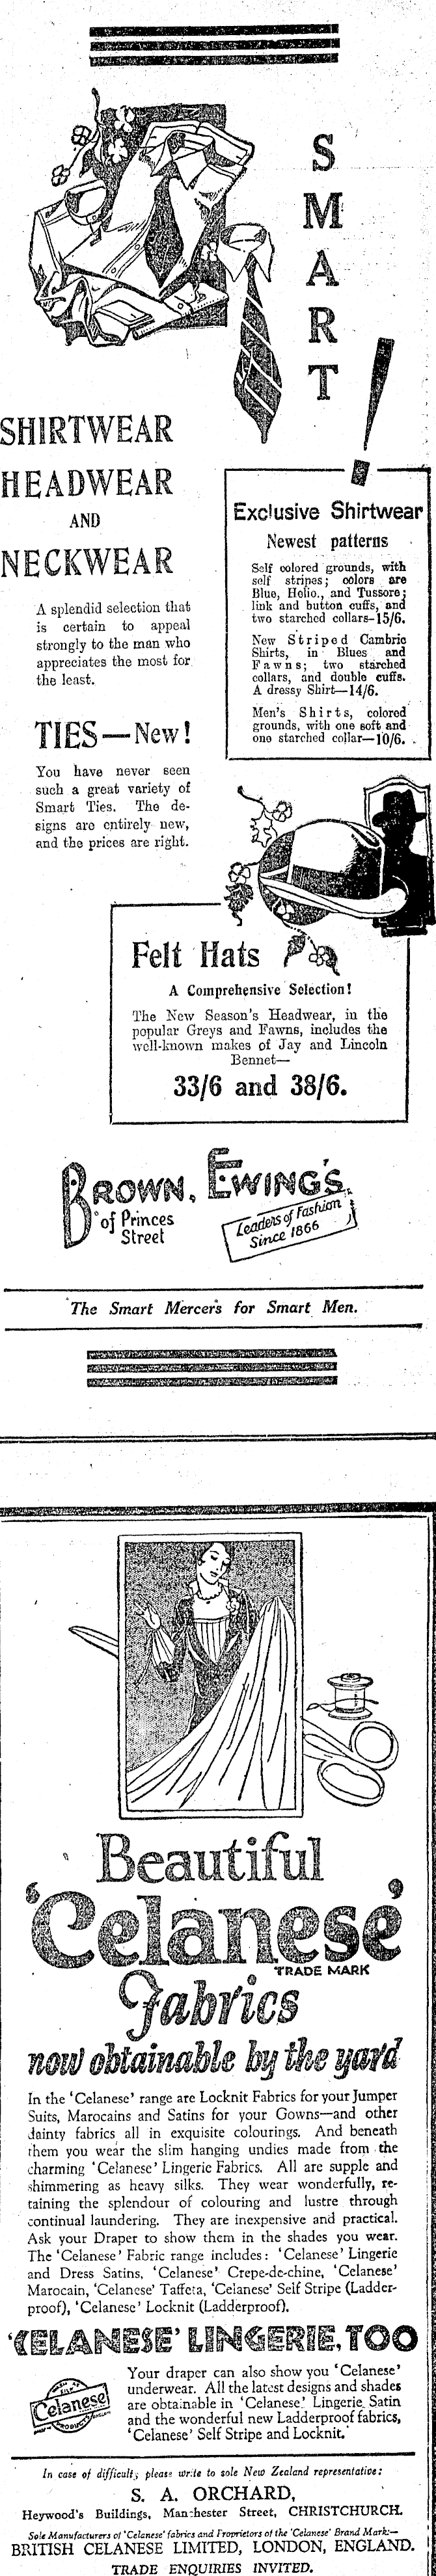 SMART!
SHIRTWEAR
HEADWEAR
AND
NECKWEAR
A splendid selection that
is certain to appeal
strongly to the man who
appreciates the most for
the least.
TIES—New!
You have never seen
such a great variety of
Smart Ties. The de-
signs are entirely new,
and the prices are right.
Exclusive Shirtwear
Newest patterns
Self colored grounds, with
self stripes; colors are
Blue, Helio., and Tussore;
link and button cuffs, and
two starched collars-15/6.
New Striped Cambric
Shirts, in Blues and
Fawns; two starched
collars, and double cuffs.
A dressy Shirt—14/6.
Men's Shirts, colored
grounds, with one soft and
one starched collar—10/6.
Felt Hats
A Comprehensive Selection!
The New Season's Headwear, in the
popular Greys and Fawns, includes the
well-known makes of Jay and Lincoln
Bennet—
33/6 and 38/6.
BROWN, EWING'S
of Princes
Street
Leaders of Fashion
Since 1866
The Smart Mercers for Smart Men.
Beautiful
'Celanese'
TRADE MARK
Fabrics
now obtainable by the yard
In the 'Celanese' range are Locknit Fabrics for your Jumper
Suits, Marocains and Satins for your Gowns—and other
dainty fabrics all in exquisite colourings. And beneath
them you wear the slim hanging undies made from the
charming 'Celanese' Lingerie Fabrics. All are supple and
shimmering as heavy silks. They wear wonderfully, re-
taining the splendour of colouring and lustre through
continual laundering. They are inexpensive and practical.
Ask your Draper to show them in the shades you wear.
The 'Celanese' Fabric range includes: 'Celanese' Lingerie
and Dress Satins, 'Celanese' Crepe-de-chine, 'Celanese'
Marocain, 'Celanese' Taffeta, 'Celanese' Self Stripe (Ladder-
proof), 'Celanese' Locknit (Ladderproof).
'CELANESE' LINGERIE, TOO
Celanese
Your draper can also show you 'Celanese'
underwear. All the latest designs and shades
are obtainable in 'Celanese' Lingerie Satin
and the wonderful new Ladderproof fabrics,
'Celanese' Self Stripe and Locknit.
In case of difficulty please write to sole New Zealand representative:
S. A. ORCHARD,
Heywood's Buildings, Manchester Street, CHRISTCHURCH.
Sole Manufacturers of 'Celanese' fabrics and Proprietors of the 'Celanese' Brand Mark:—
BRITISH CELANESE LIMITED, LONDON, ENGLAND.
TRADE ENQUIRIES INVITED.